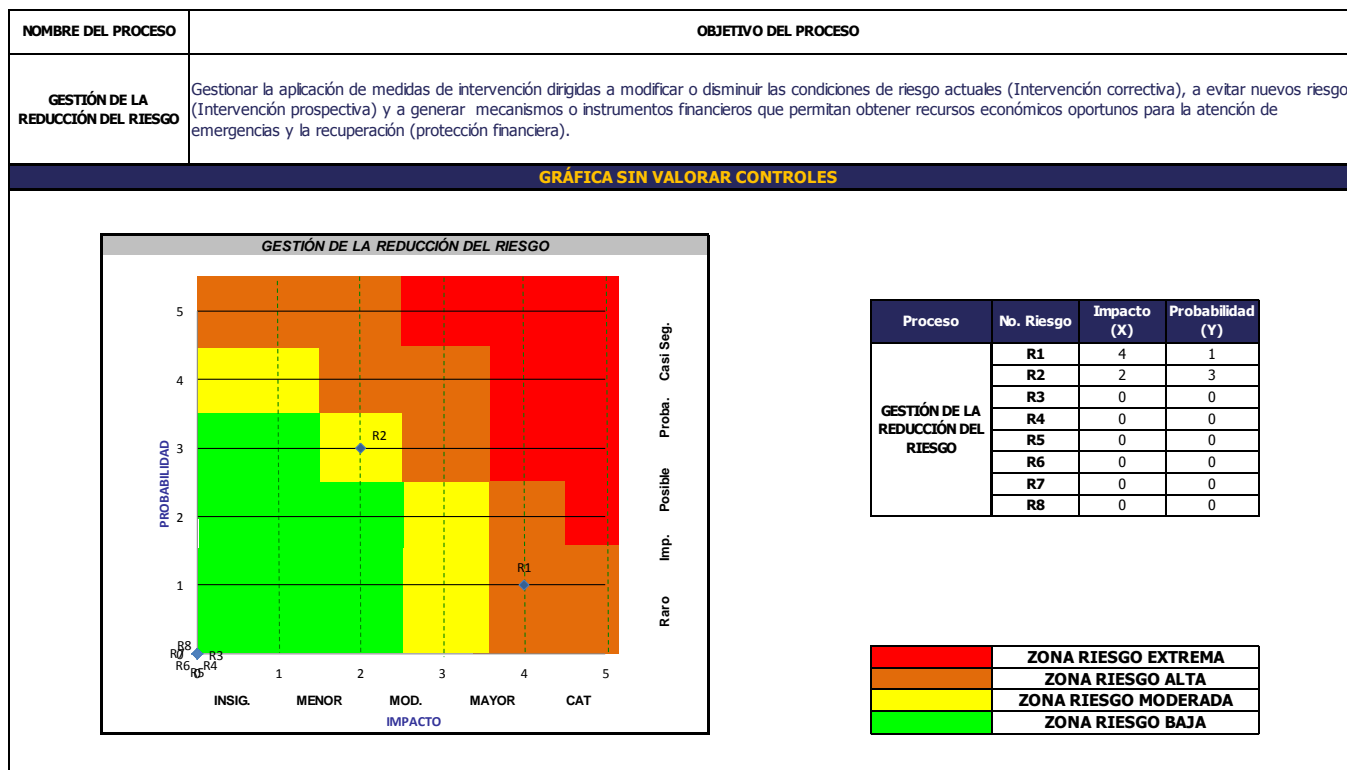 NOMBRE DEL PROCESO
OBJETIVO DEL PROCESO
GESTIÓN DE LA
REDUCCIÓN DEL RIESGO
Gestionar la aplicación de medidas de intervención dirigidas a modificar o disminuir las condiciones de riesgo actuales (Intervención correctiva), a evitar nuevos riesgo
(Intervención prospectiva) y a generar mecanismos o instrumentos financieros que permitan obtener recursos económicos oportunos para la atención de
emergencias y la recuperación (protección financiera).
GRÁFICA SIN VALORAR CONTROLES
GESTIÓN DE LA REDUCCIÓN DEL RIESGO
PROBABILIDAD
5
4
3
2
1
0
R2
R1
R8
R7
R3
R6
R5
R4
0
1
2
3
4
5
INSIG.
MENOR
MOD.
MAYOR
CAT
IMPACTO
Casi Seg.
Proba.
Posible
Imp.
Raro
Proceso
No. Riesgo
Impacto
(X)
Probabilidad
(Y)
GESTIÓN DE LA
REDUCCIÓN DEL
RIESGO
R1 4 1
R2 2 3
R3 0 0
R4 0 0
R5 0 0
R6 0 0
R7 0 0
R8 0 0
ZONA RIESGO EXTREMA
ZONA RIESGO ALTA
ZONA RIESGO MODERADA
ZONA RIESGO BAJA